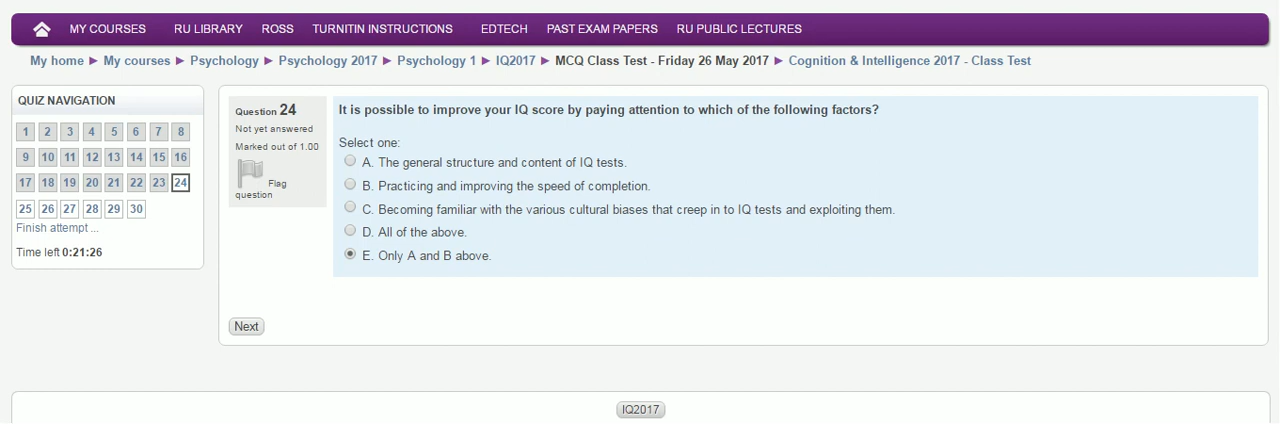 MY COURSES RU LIBRARY ROSS TURNITIN INSTRUCTIONS EDTECH PAST EXAM PAPERS RU PUBLIC LECTURES
My home ► My courses ► Psychology ► Psychology 2017 ► Psychology 1 ► IQ2017 ► MCQ Class Test - Friday 26 May 2017 ► Cognition & Intelligence 2017 - Class Test
QUIZ NAVIGATION
1 2 3 4 5 6 7 8
9 10 11 12 13 14 15 16
17 18 19 20 21 22 23 24
25 26 27 28 29 30
Finish attempt ...
Time left 0:21:26
Question 24
Not yet answered
Marked out of 1.00
Flag
question
It is possible to improve your IQ score by paying attention to which of the following factors?
Select one:
A. The general structure and content of IQ tests.
B. Practicing and improving the speed of completion.
C. Becoming familiar with the various cultural biases that creep in to IQ tests and exploiting them.
D. All of the above.
E. Only A and B above.
Next
IQ2017